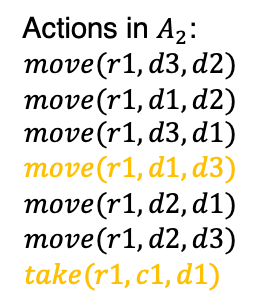 Actions in A₂:
move(r1, d3, d2)
move(r1, d1, d2)
move(r1, d3, d1)
move(r1, d1, d3)
move(r1, d2, d1)
move(r1, d2, d3)
take(r1, c1, d1)